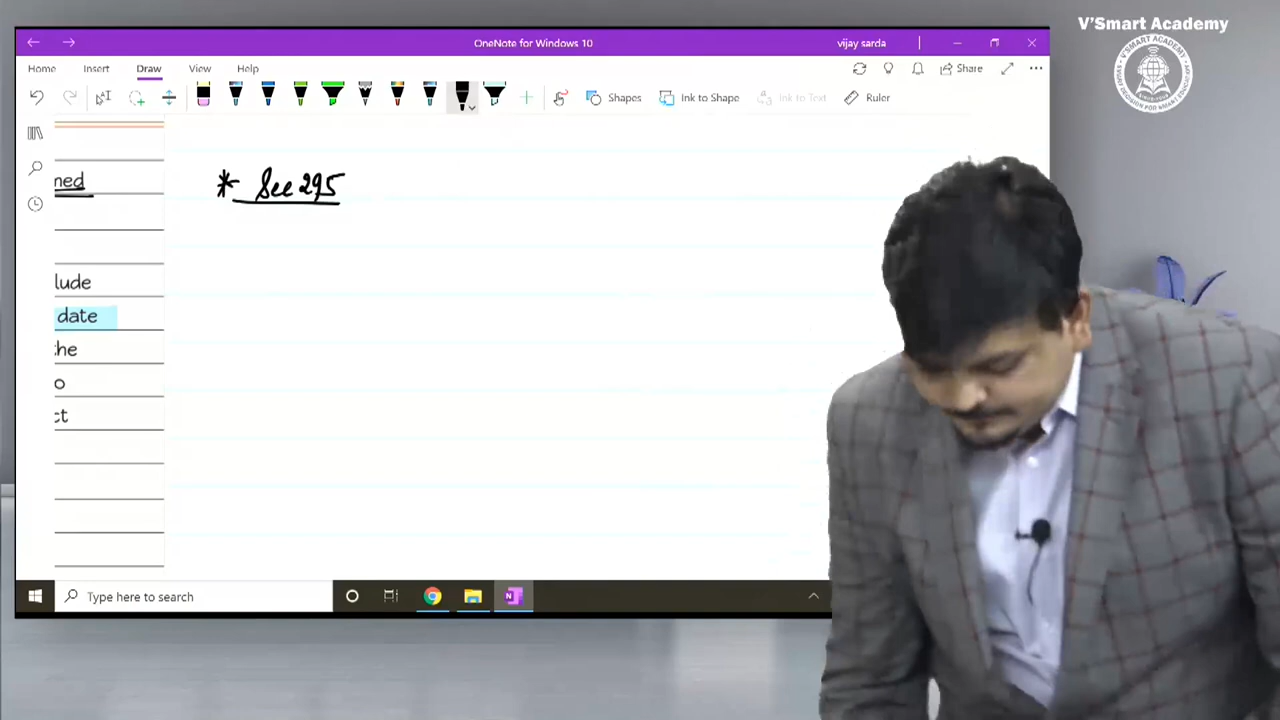 V'Smart Academy
OneNote for Windows 10
vijay sarda
Home Insert Draw View Help
Share
Shapes
Ink to Shape
Ink to Text
Ruler
ned
* Sec 295
lude
date
the
o
ct
Type here to search